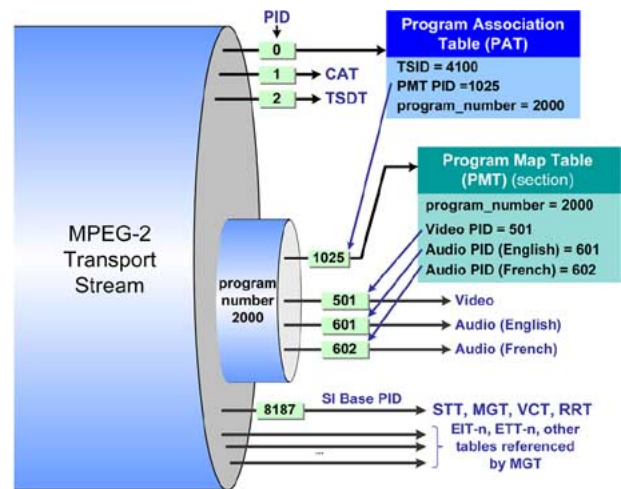 PID
0
1
CAT
2
TSDT
Program Association
Table (PAT)
TSID = 4100
PMT PID =1025
program_number = 2000
Program Map Table
(PMT) (section)
program_number = 2000
Video PID = 501
Audio PID (English) = 601
Audio PID (French) = 602
MPEG-2
Transport
Stream
program
number
2000
1025
501
Video
601
Audio (English)
602
Audio (French)
8187
SI Base PID
STT, MGT, VCT, RRT
EIT-n, ETT-n, other
tables referenced
by MGT
...